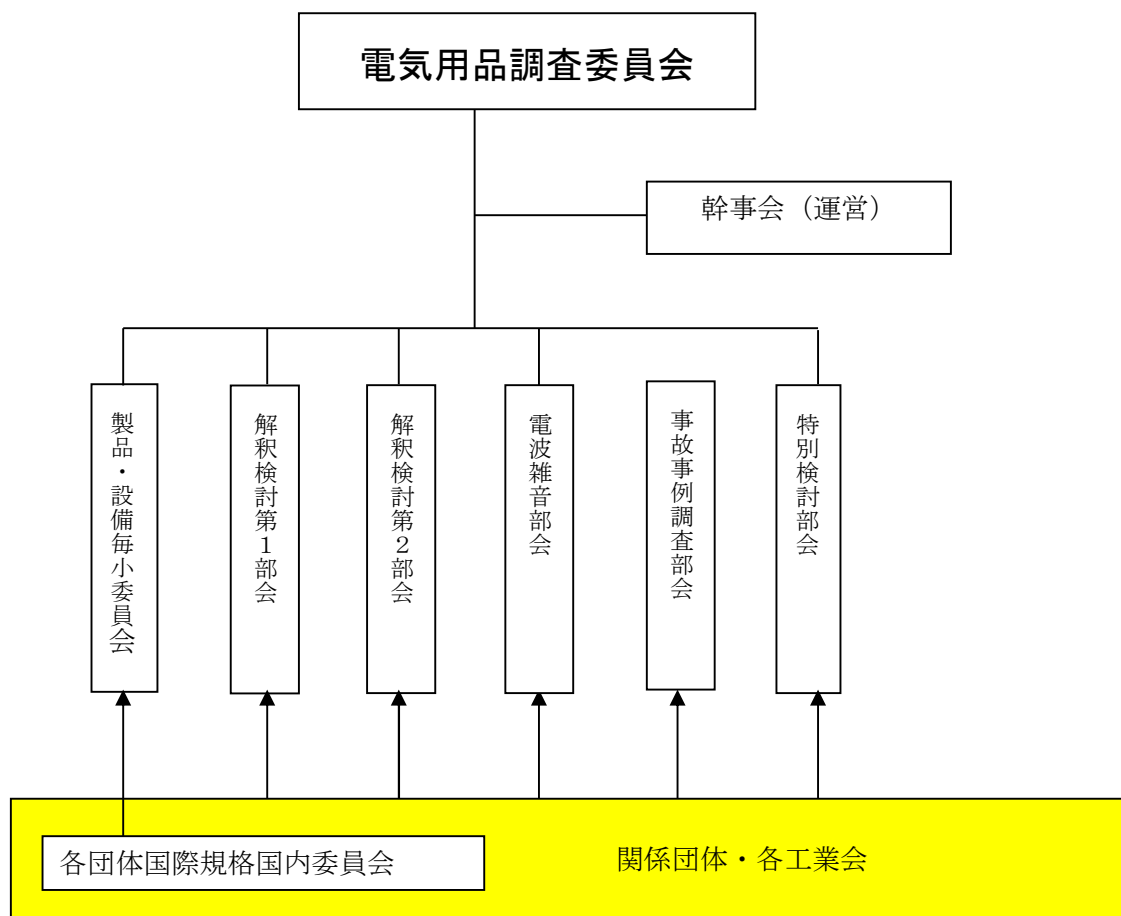 電気用品調査委員会
幹事会（運営）
製品・設備毎小委員会
解釈検討第１部会
解釈検討第２部会
電波雑音部会
事故事例調査部会
特別検討部会
各団体国際規格国内委員会
関係団体・各工業会